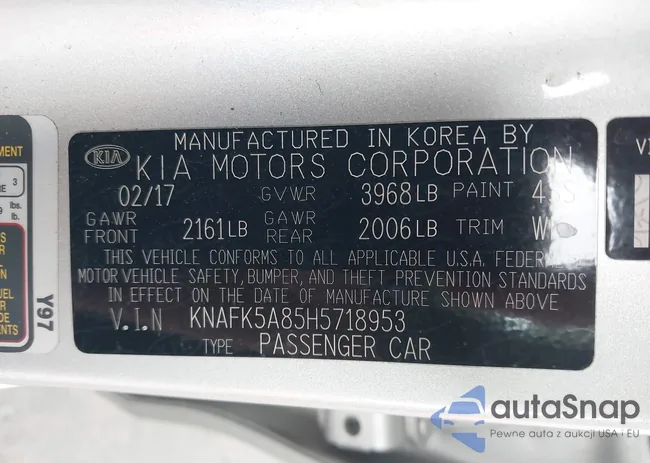 MANUFACTURED IN KOREA BY
KIA KIA MOTORS CORPORATION
02/17 GVWR 3968LB PAINT
GAWR FRONT 2161LB GAWR REAR 2006LB TRIM
THIS VEHICLE CONFORMS TO ALL APPLICABLE U.S.A. FEDERAL
MOTOR VEHICLE SAFETY, BUMPER, AND THEFT PREVENTION STANDARDS
IN EFFECT ON THE DATE OF MANUFACTURE SHOWN ABOVE
V.I.N KNAFK5A85H5718953
TYPE PASSENGER CAR
Y97
autaSnap
Pewne auta z aukcji USA i EU